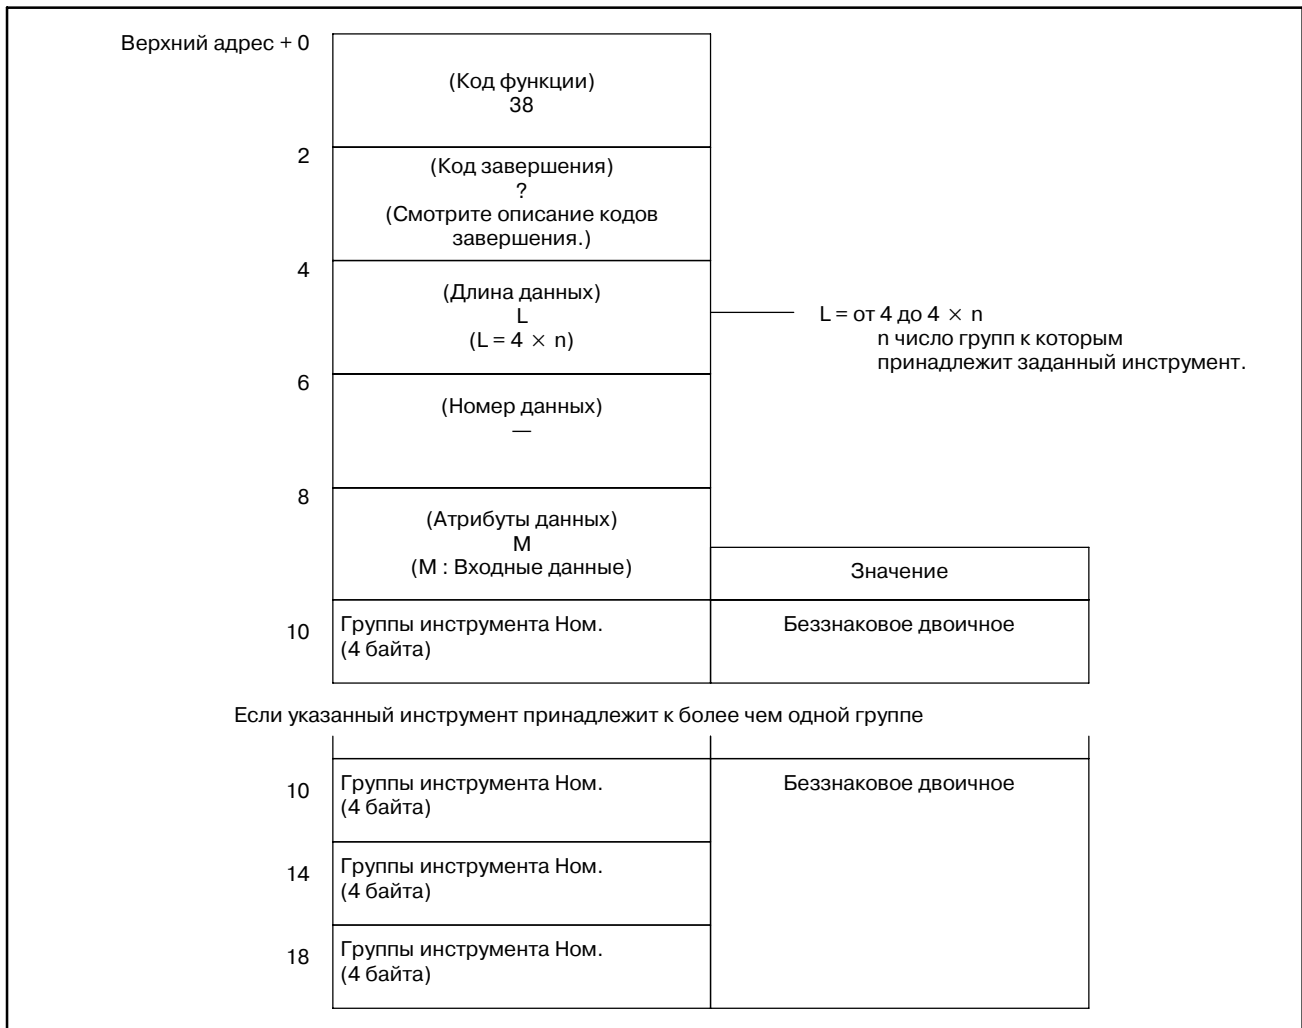 Верхний адрес + 0
(Код функции)
38
2
(Код завершения)
?
(Смотрите описание кодов
завершения.)
4
(Длина данных)
L
(L = 4 × n)
L = от 4 до 4 × n
n число групп к которым
принадлежит заданный инструмент.
6
(Номер данных)
—
8
(Атрибуты данных)
M
(M : Входные данные)
Значение
10
Группы инструмента Ном.
(4 байта)
Беззнаковое двоичное
Если указанный инструмент принадлежит к более чем одной группе
10
Группы инструмента Ном.
(4 байта)
Беззнаковое двоичное
14
Группы инструмента Ном.
(4 байта)
18
Группы инструмента Ном.
(4 байта)